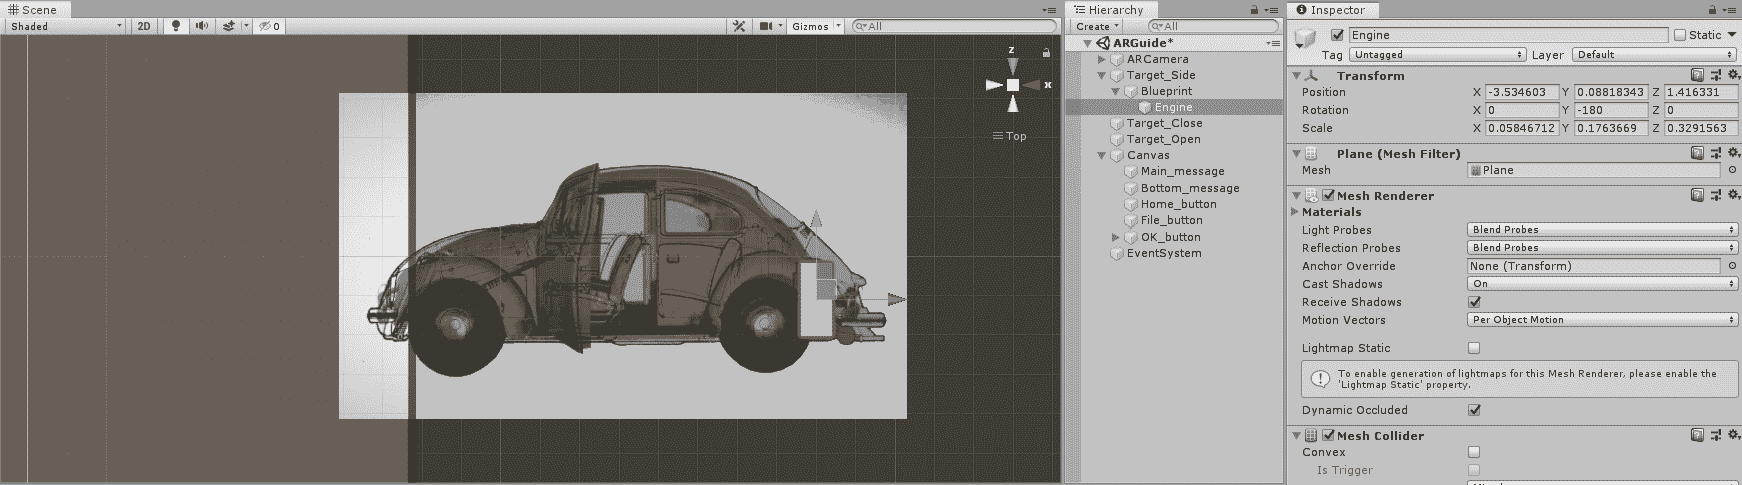 Scene
Shaded
2D
0
Gizmos
All
z
x
Top
Hierarchy
Create
All
ARGuide*
ARCamera
Target_Side
Blueprint
Engine
Target_Close
Target_Open
Canvas
Main_message
Bottom_message
Home_button
File_button
OK_button
EventSystem
Inspector
Engine Static
Tag Untagged Layer Default
Transform
Position X -3.534603 Y 0.08818343 Z 1.416331
Rotation X 0 Y -180 Z 0
Scale X 0.05846712 Y 0.1763669 Z 0.3291563
Plane (Mesh Filter)
Mesh Plane
Mesh Renderer
Materials
Light Probes Blend Probes
Reflection Probes Blend Probes
Anchor Override None (Transform)
Cast Shadows On
Receive Shadows
Motion Vectors Per Object Motion
Lightmap Static
To enable generation of lightmaps for this Mesh Renderer, please enable the
'Lightmap Static' property.
Dynamic Occluded
Mesh Collider
Convex
Is Trigger